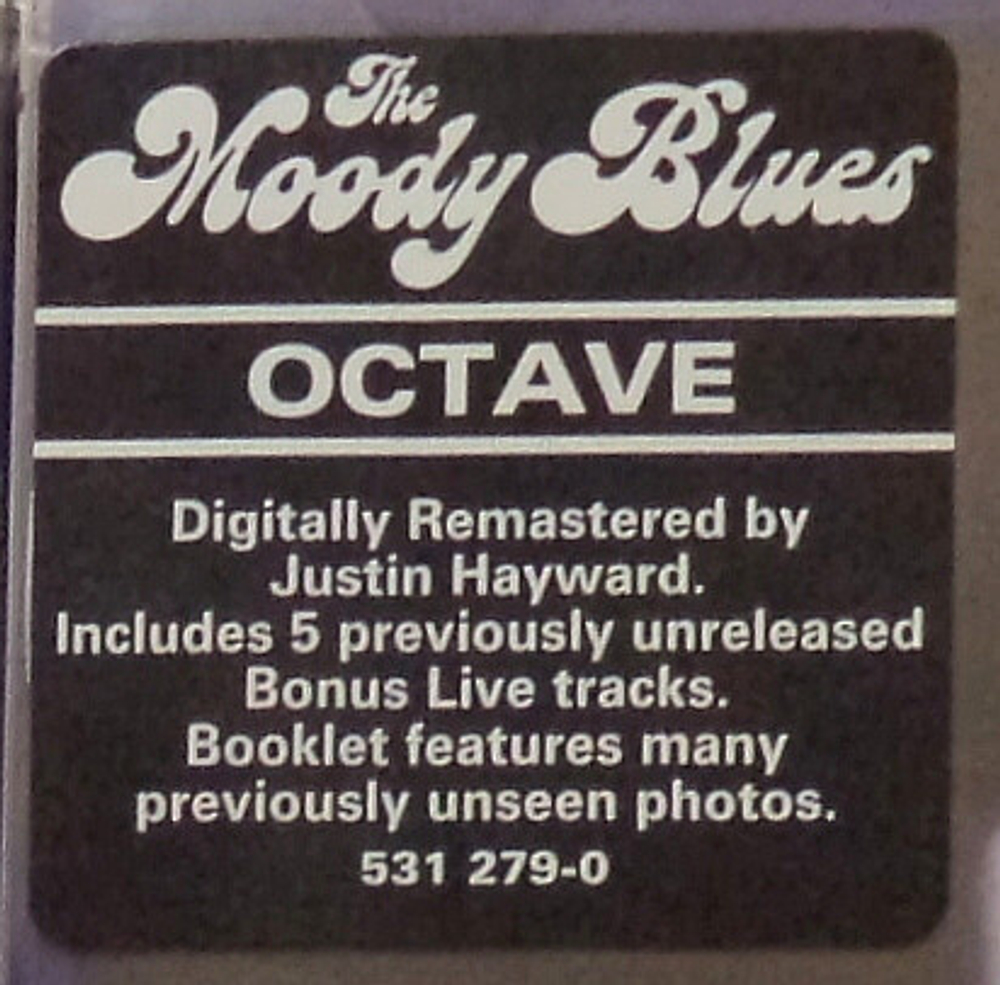 The
Moody Blues
OCTAVE
Digitally Remastered by
Justin Hayward.
Includes 5 previously unreleased
Bonus Live tracks.
Booklet features many
previously unseen photos.
531 279-0